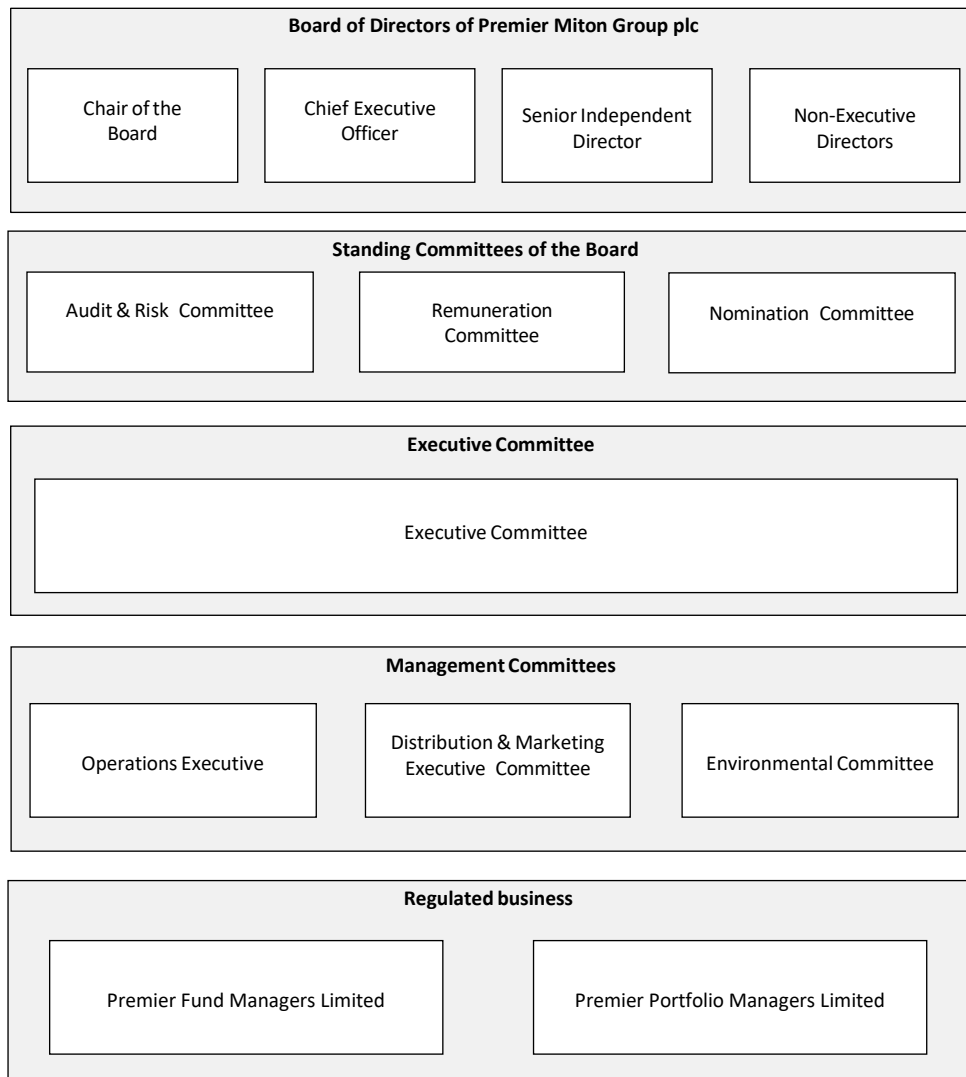 Board of Directors of Premier Miton Group plc
Chair of the
Board
Chief Executive
Officer
Senior Independent
Director
Non-Executive
Directors
Standing Committees of the Board
Audit & Risk Committee
Remuneration
Committee
Nomination Committee
Executive Committee
Executive Committee
Management Committees
Operations Executive
Distribution & Marketing
Executive Committee
Environmental Committee
Regulated business
Premier Fund Managers Limited
Premier Portfolio Managers Limited